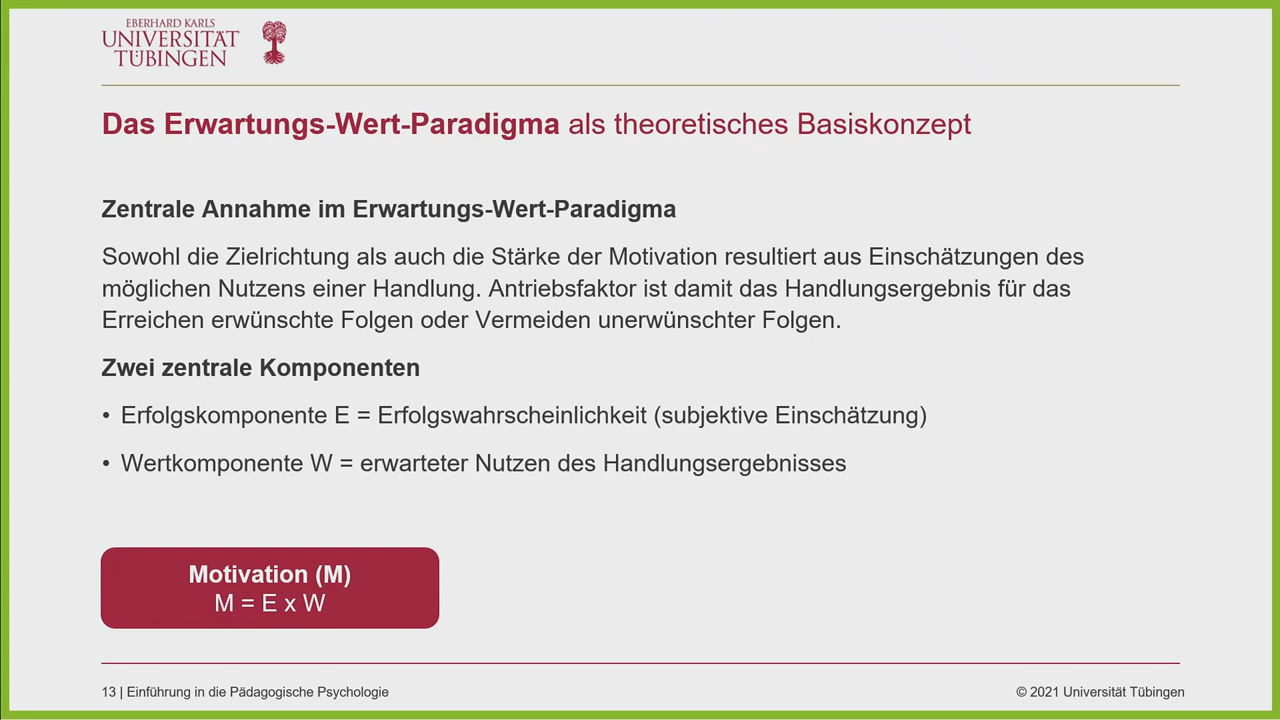 EBERHARD KARLS
UNIVERSITÄT
TÜBINGEN
Das Erwartungs-Wert-Paradigma als theoretisches Basiskonzept
Zentrale Annahme im Erwartungs-Wert-Paradigma
Sowohl die Zielrichtung als auch die Stärke der Motivation resultiert aus Einschätzungen des
möglichen Nutzens einer Handlung. Antriebsfaktor ist damit das Handlungsergebnis für das
Erreichen erwünschte Folgen oder Vermeiden unerwünschter Folgen.
Zwei zentrale Komponenten
• Erfolgskomponente E = Erfolgswahrscheinlichkeit (subjektive Einschätzung)
• Wertkomponente W = erwarteter Nutzen des Handlungsergebnisses
Motivation (M)
M = E x W
13 | Einführung in die Pädagogische Psychologie
© 2021 Universität Tübingen